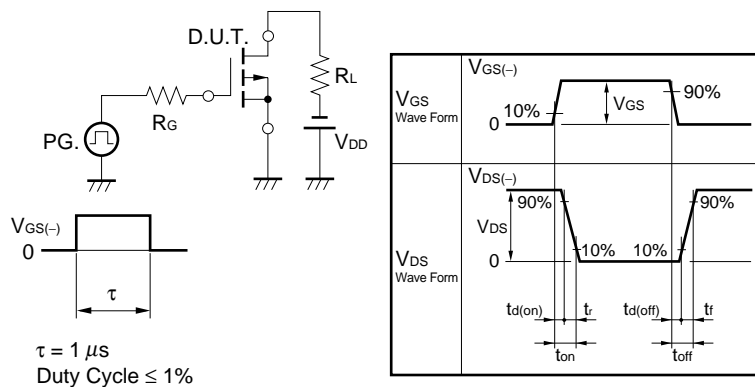 D.U.T.
RL
RG
PG.
VDD
VGS(−)
0
τ
τ = 1 μs
Duty Cycle ≤ 1%
VGS
Wave Form
VGS(−)
10%
0
VGS
90%
VDS
Wave Form
VDS(−)
90%
VDS
0
10%
10%
90%
td(on)
tr
td(off)
tf
ton
toff